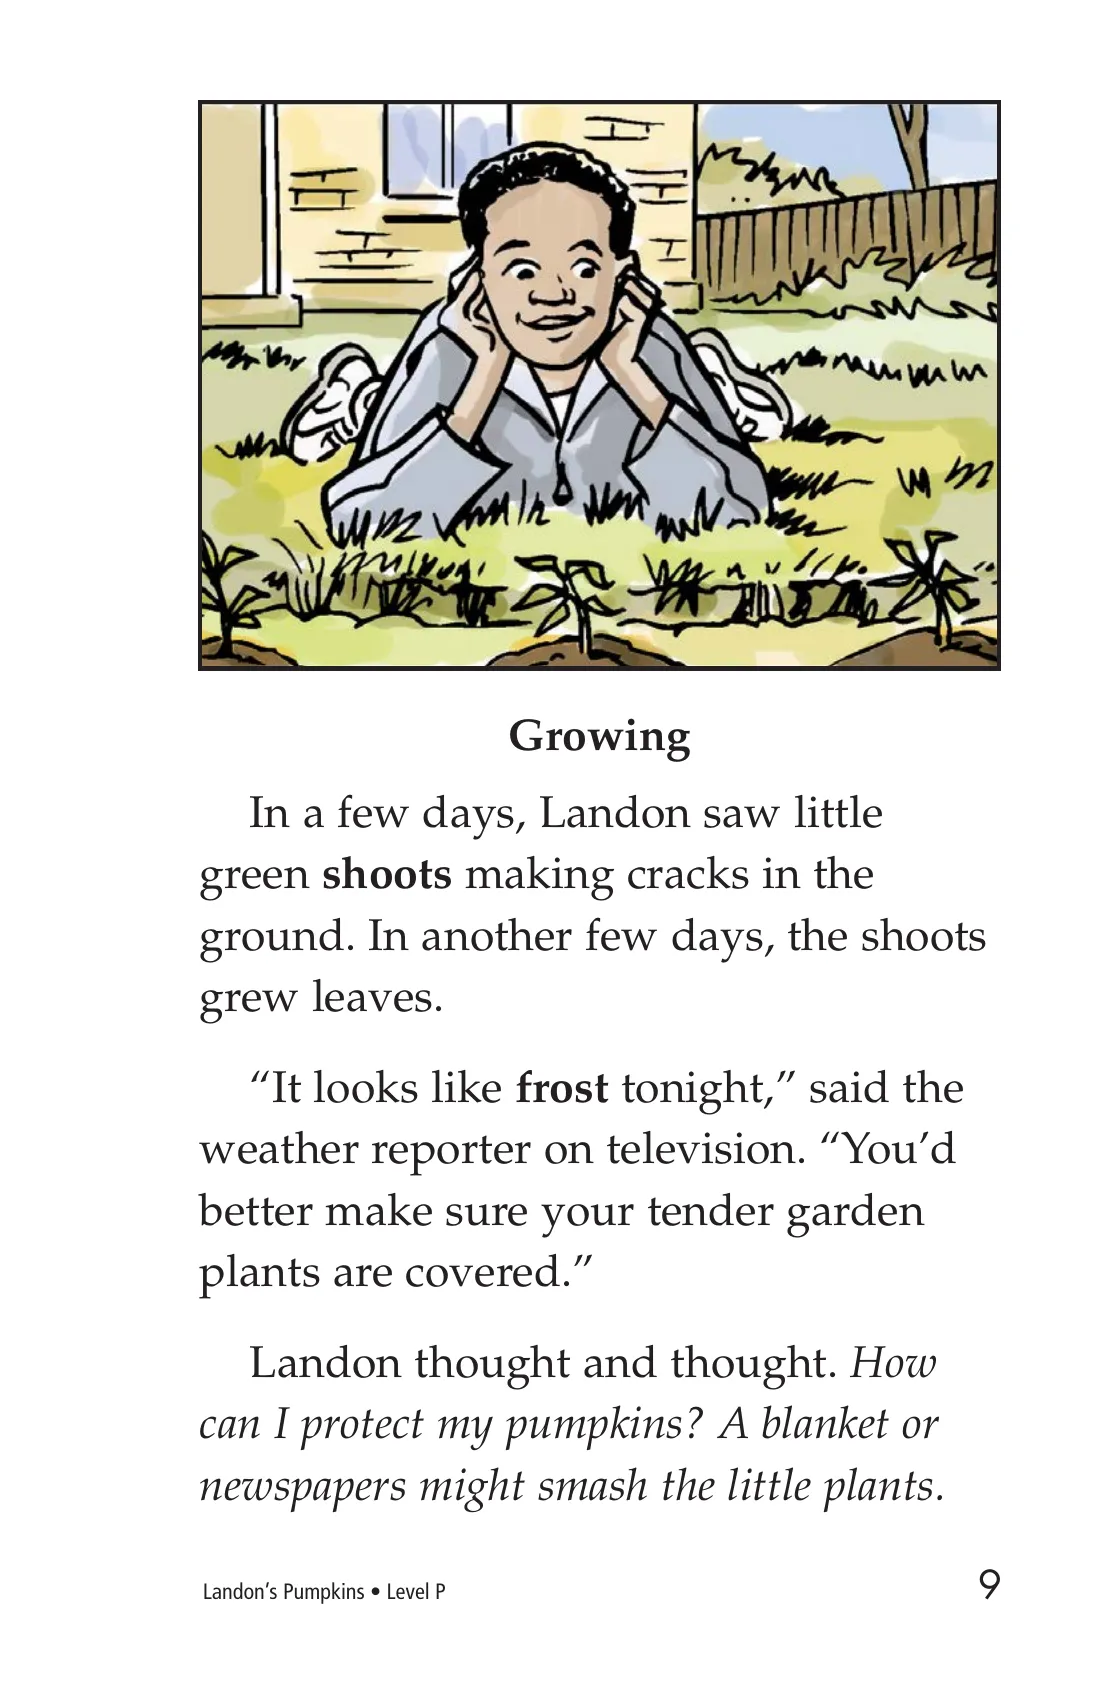 Growing
In a few days, Landon saw little
green shoots making cracks in the
ground. In another few days, the shoots
grew leaves.
“It looks like frost tonight,” said the
weather reporter on television. “You’d
better make sure your tender garden
plants are covered.”
Landon thought and thought. How
can I protect my pumpkins? A blanket or
newspapers might smash the little plants.
Landon’s Pumpkins • Level P
9